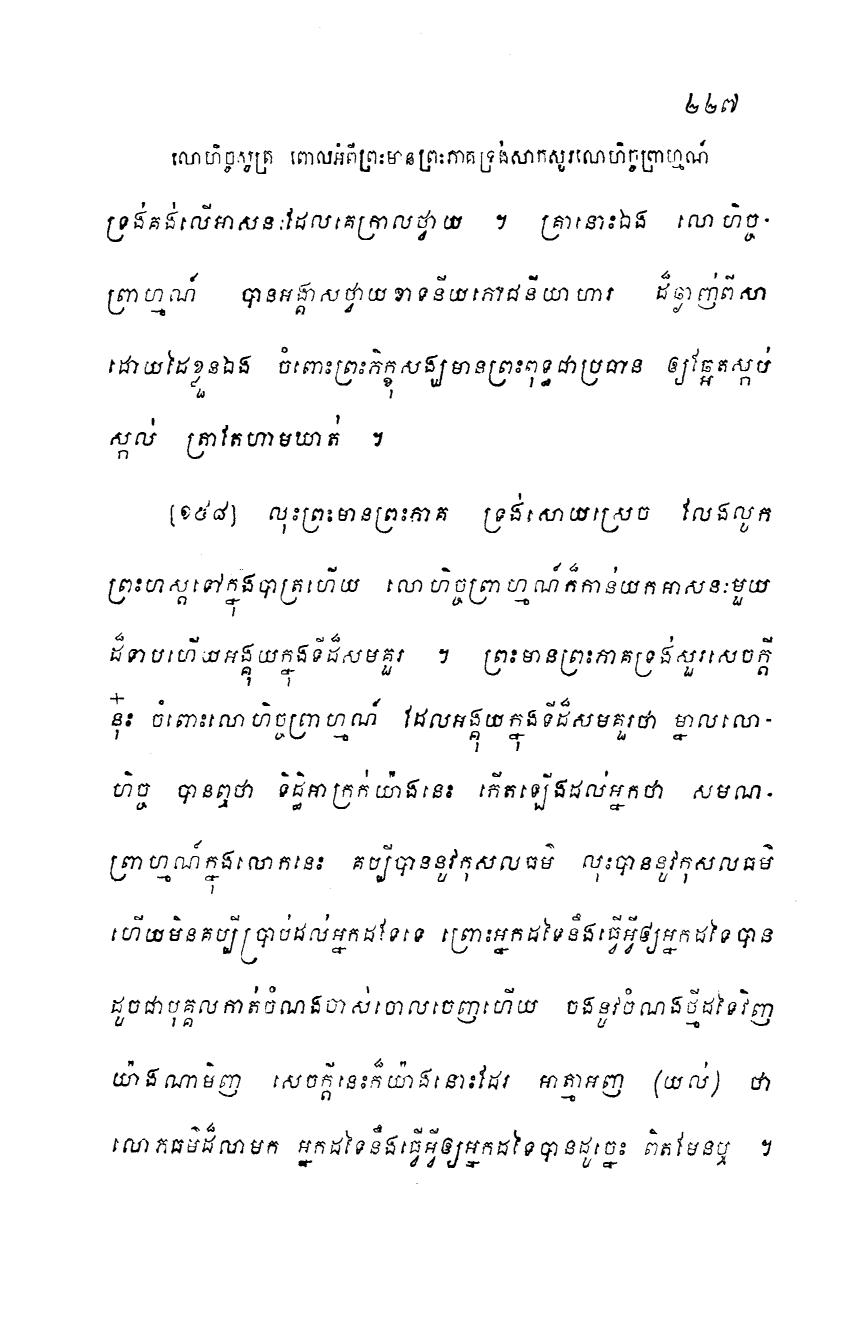 ២២៧
លោហិច្ចសូត្រ ពោលអំពីព្រះមានព្រះភាគទ្រង់សាកសួរលោហិច្ចព្រាហ្មណ៍
ទ្រង់គង់លើអាសនៈដែលគេក្រាលថ្វាយ ។ គ្រានោះឯង លោហិច្ច-
ព្រាហ្មណ៍ បានអង្គាសថ្វាយខាទនីយភោជនីយាហារ ដ៏ឆ្ងាញ់ពីសា
ដោយដៃខ្លួនឯង ចំពោះព្រះភិក្ខុសង្ឃមានព្រះពុទ្ធជាប្រធាន ឲ្យឆ្អែតស្កប់
ស្កល់ ត្រាតែហាមឃាត់ ។
[១៥៨] លុះព្រះមានព្រះភាគ ទ្រង់សោយស្រេច លែងលូក
ព្រះហស្តទៅក្នុងបាត្រហើយ លោហិច្ចព្រាហ្មណ៍ក៏កាន់យកអាសនៈមួយ
ដ៏ទាបហើយអង្គុយក្នុងទីដ៏សមគួរ ។ ព្រះមានព្រះភាគទ្រង់សួរសេចក្តី
នុ៎ះ ចំពោះលោហិច្ចព្រាហ្មណ៍ ដែលអង្គុយក្នុងទីដ៏សមគួរថា ម្នាលលោ-
ហិច្ច បានឮថា ទិដ្ឋិអាក្រក់យ៉ាងនេះ កើតឡើងដល់អ្នកថា សមណ-
ព្រាហ្មណ៍ក្នុងលោកនេះ គប្បីបាននូវកុសលធម៌ លុះបាននូវកុសលធម៌
ហើយមិនគប្បីប្រាប់ដល់អ្នកដទៃទេ ព្រោះអ្នកដទៃនឹងធ្វើអ្វីឲ្យអ្នកដទៃបាន
ដូចជាបុគ្គលកាត់ចំណងចាស់ចោលចេញហើយ ចងនូវចំណងថ្មីដទៃវិញ
យ៉ាងណាមិញ សេចក្តីនេះក៏យ៉ាងនោះដែរ អាត្មាអញ (យល់) ថា
លោភធម៌ដ៏លាមក អ្នកដទៃនឹងធ្វើអ្វីឲ្យអ្នកដទៃបានដូច្នេះ ពិតមែនឬ ។